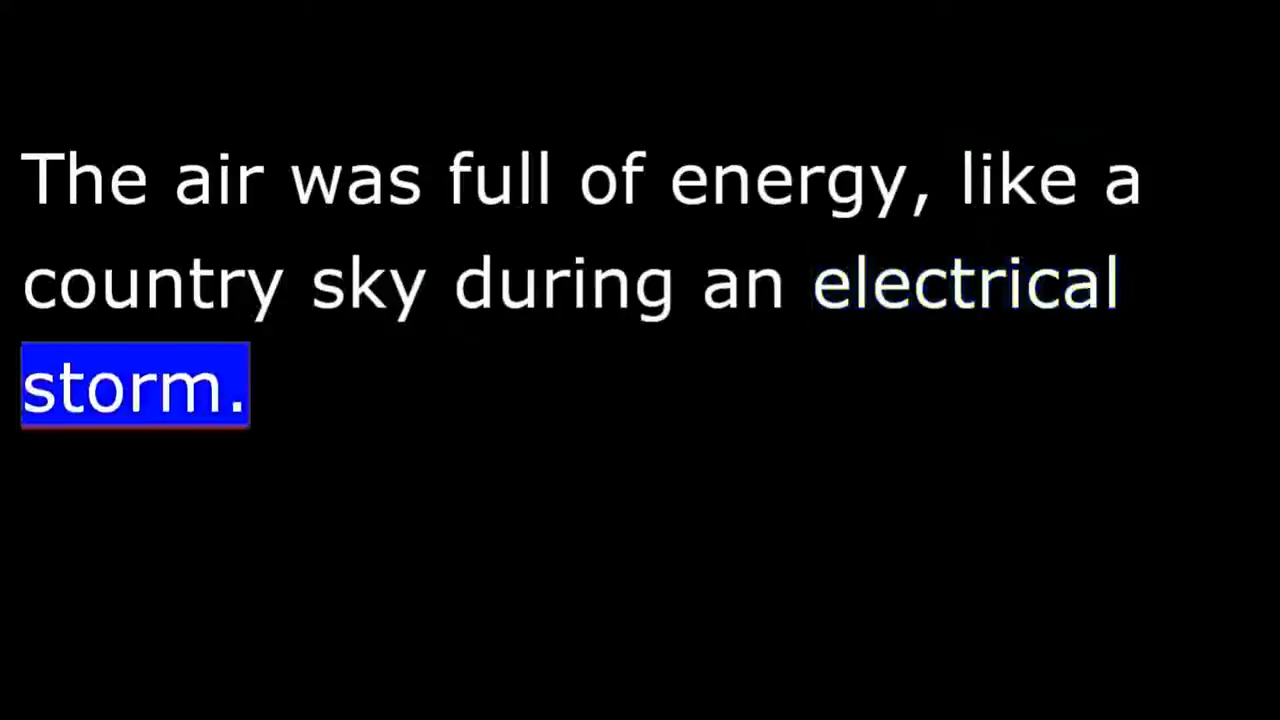 The air was full of energy, like a
country sky during an electrical
storm.